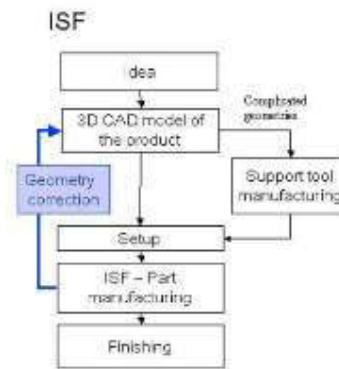 ISF
Idea
3D CAD model of
the product
Complicated
geometries
Geometry
correction
Support tool
manufacturing
Setup
ISF – Part
manufacturing
Finishing